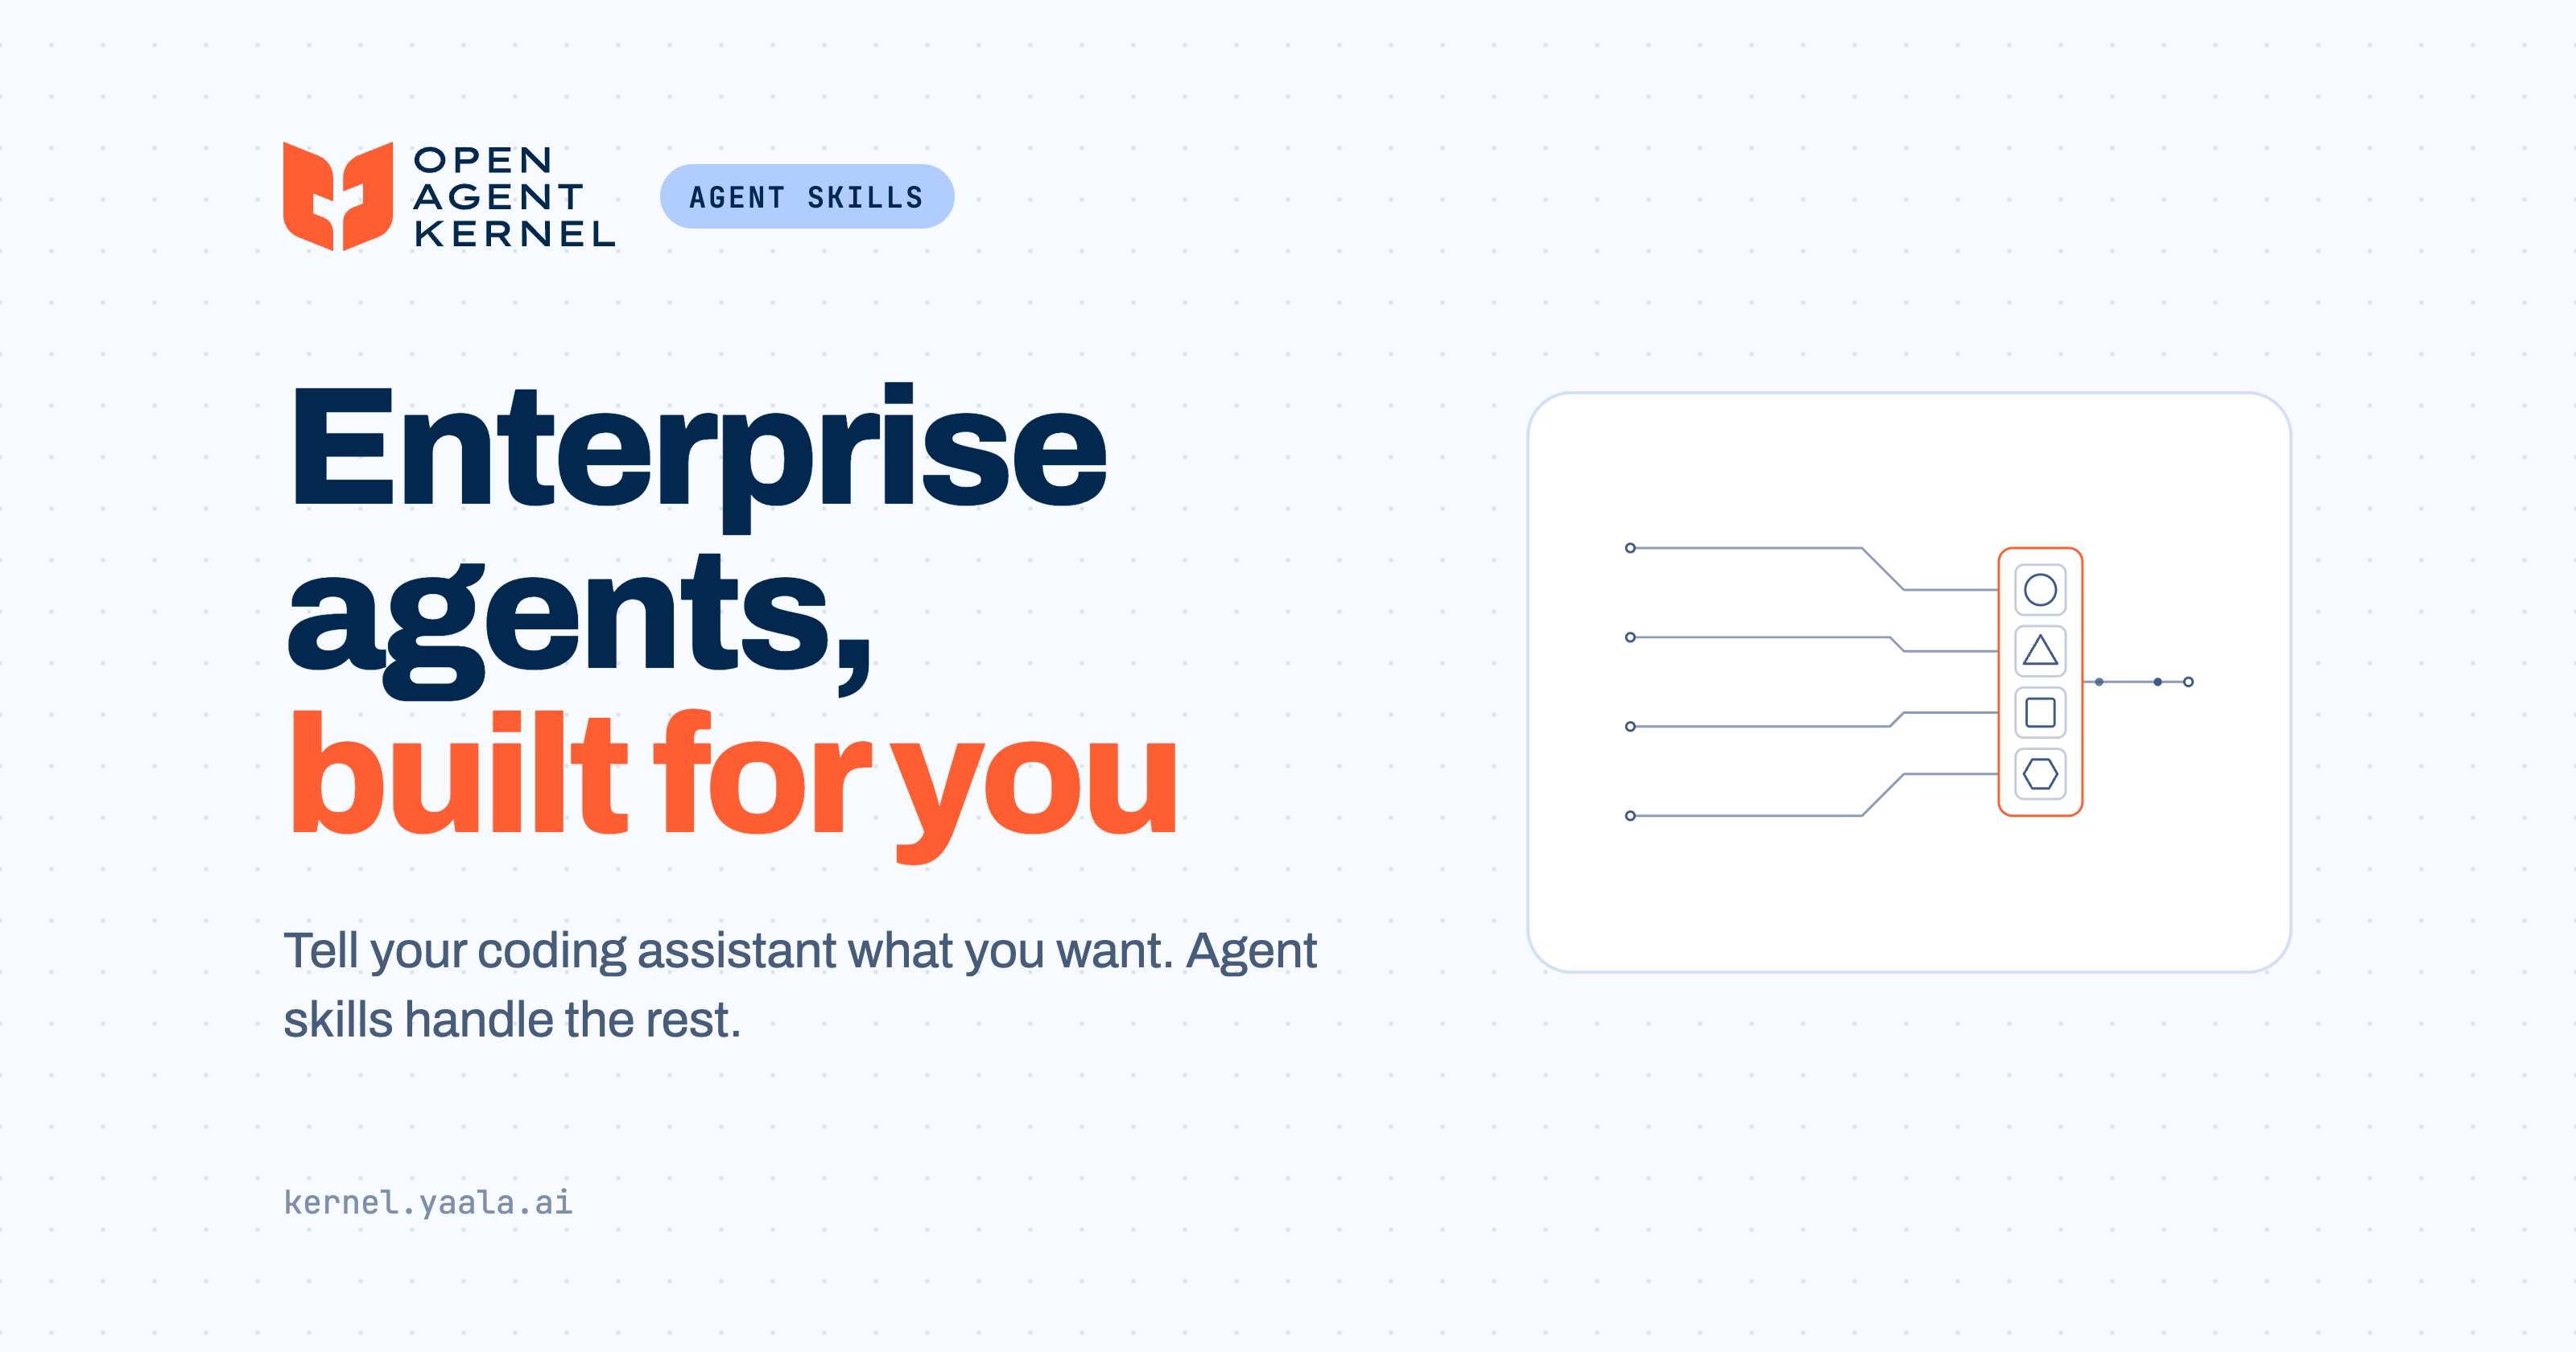 OPEN
AGENT
KERNEL
AGENT SKILLS
Enterprise
agents,
built for you
Tell your coding assistant what you want. Agent
skills handle the rest.
kernel.yaala.ai